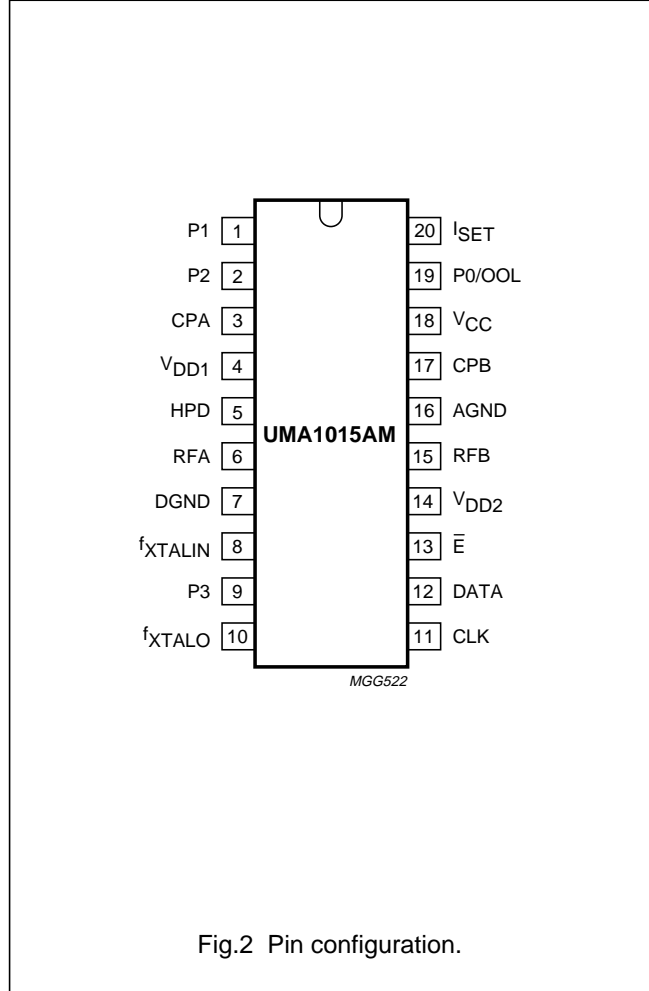 P1 1 20 ISET
P2 2 19 P0/OOL
CPA 3 18 VCC
VDD1 4 17 CPB
HPD 5 16 AGND
UMA1015AM
RFA 6 15 RFB
DGND 7 14 VDD2
fXTALIN 8 13 E̅
P3 9 12 DATA
fXTALO 10 11 CLK
MGG522
Fig.2 Pin configuration.